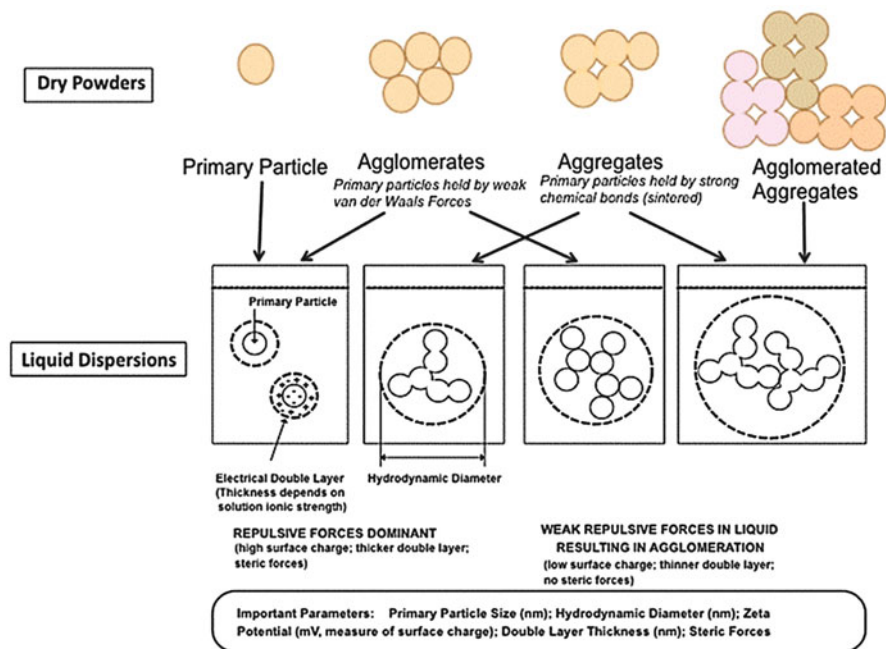 Dry Powders
Primary Particle
Agglomerates
Primary particles held by weak
van der Waals Forces
Aggregates
Primary particles held by strong
chemical bonds (sintered)
Agglomerated
Aggregates
Liquid Dispersions
Primary Particle
Electrical Double Layer
(Thickness depends on
solution ionic strength)
Hydrodynamic Diameter
REPULSIVE FORCES DOMINANT
(high surface charge; thicker double layer;
steric forces)
WEAK REPULSIVE FORCES IN LIQUID
RESULTING IN AGGLOMERATION
(low surface charge; thinner double layer;
no steric forces)
Important Parameters: Primary Particle Size (nm); Hydrodynamic Diameter (nm); Zeta
Potential (mV, measure of surface charge); Double Layer Thickness (nm); Steric Forces